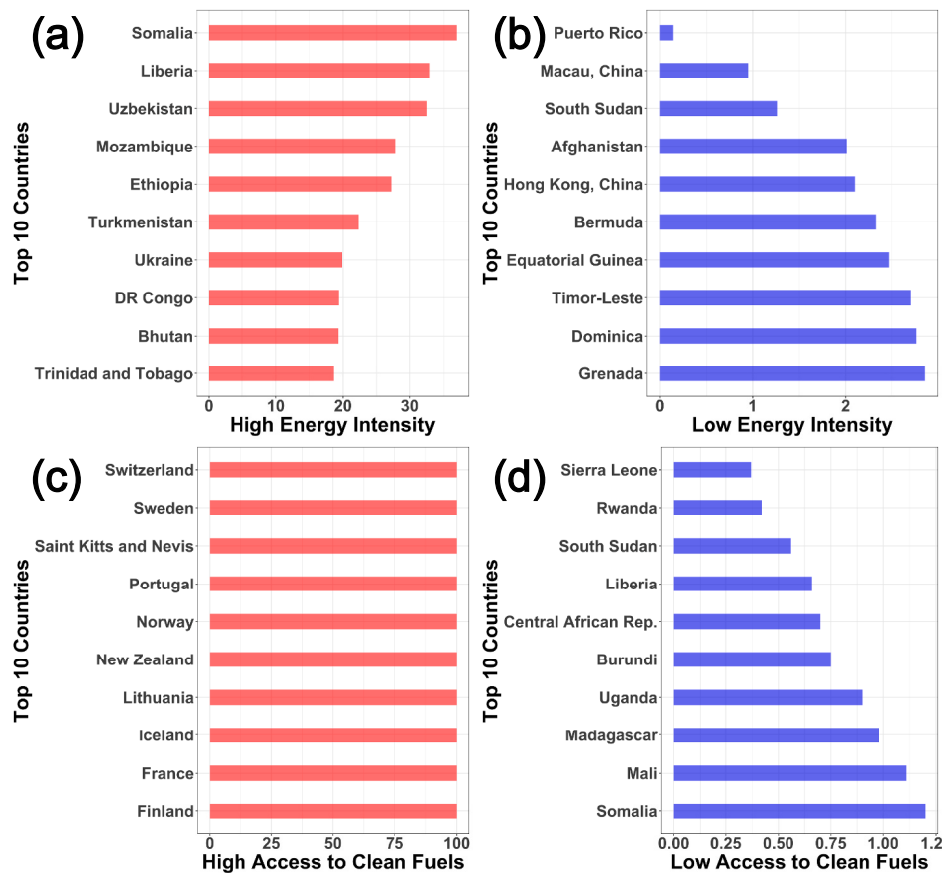 (a)
Top 10 Countries
Somalia
Liberia
Uzbekistan
Mozambique
Ethiopia
Turkmenistan
Ukraine
DR Congo
Bhutan
Trinidad and Tobago
0 10 20 30
High Energy Intensity
(b)
Top 10 Countries
Puerto Rico
Macau, China
South Sudan
Afghanistan
Hong Kong, China
Bermuda
Equatorial Guinea
Timor-Leste
Dominica
Grenada
0 1 2
Low Energy Intensity
(c)
Top 10 Countries
Switzerland
Sweden
Saint Kitts and Nevis
Portugal
Norway
New Zealand
Lithuania
Iceland
France
Finland
0 25 50 75 100
High Access to Clean Fuels
(d)
Top 10 Countries
Sierra Leone
Rwanda
South Sudan
Liberia
Central African Rep.
Burundi
Uganda
Madagascar
Mali
Somalia
0.00 0.25 0.50 0.75 1.00 1.2
Low Access to Clean Fuels